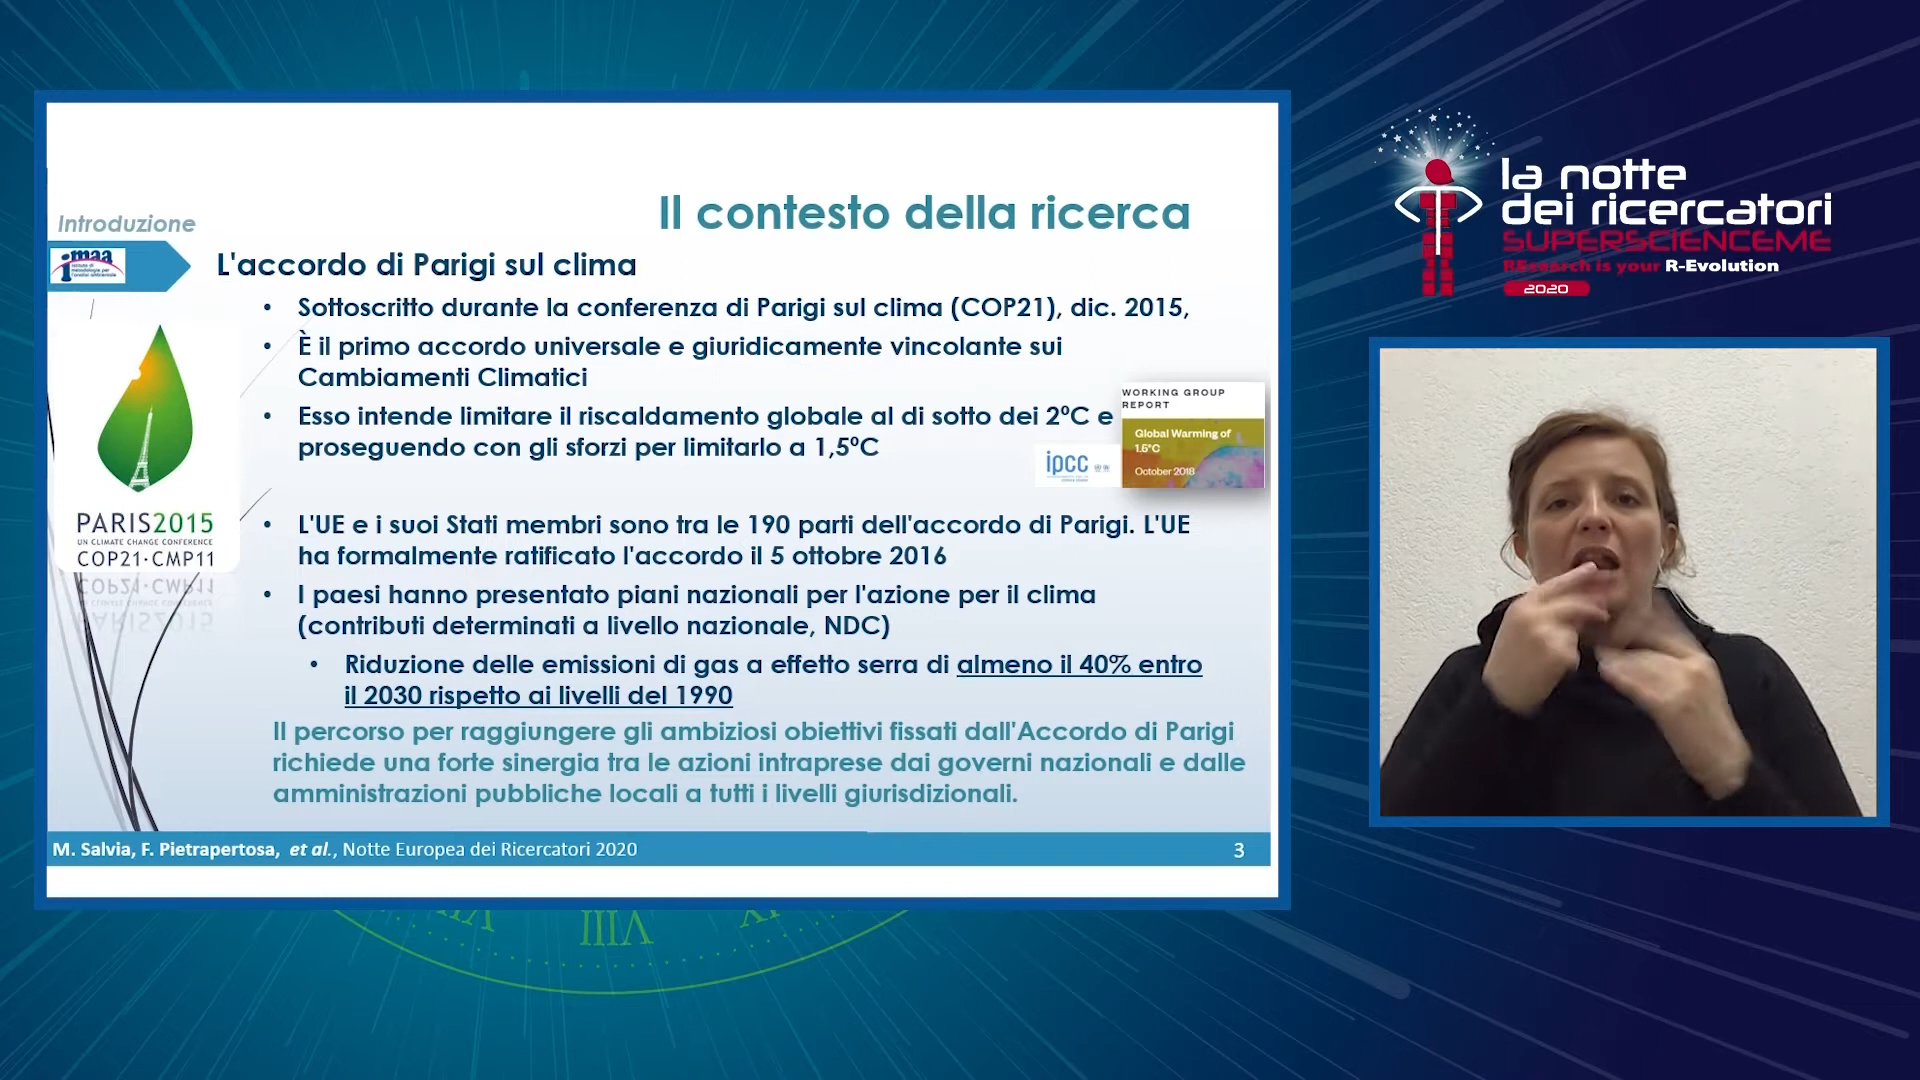 Introduzione
Il contesto della ricerca
imaa
L'accordo di Parigi sul clima
• Sottoscritto durante la conferenza di Parigi sul clima (COP21), dic. 2015,
• È il primo accordo universale e giuridicamente vincolante sui
Cambiamenti Climatici
• Esso intende limitare il riscaldamento globale al di sotto dei 2ºC e
proseguendo con gli sforzi per limitarlo a 1,5ºC
WORKING GROUP
REPORT
Global Warming of
1.5°C
October 2018
ipcc
• L'UE e i suoi Stati membri sono tra le 190 parti dell'accordo di Parigi. L'UE
ha formalmente ratificato l'accordo il 5 ottobre 2016
• I paesi hanno presentato piani nazionali per l'azione per il clima
(contributi determinati a livello nazionale, NDC)
• Riduzione delle emissioni di gas a effetto serra di almeno il 40% entro
il 2030 rispetto ai livelli del 1990
Il percorso per raggiungere gli ambiziosi obiettivi fissati dall'Accordo di Parigi
richiede una forte sinergia tra le azioni intraprese dai governi nazionali e dalle
amministrazioni pubbliche locali a tutti i livelli giurisdizionali.
PARIS2015
UN CLIMATE CHANGE CONFERENCE
COP21·CMP11
M. Salvia, F. Pietrapertosa, et al., Notte Europea dei Ricercatori 2020
3
la notte
dei ricercatori
SUPERSCIENCEME
REsearch is your R-Evolution
2020
VIII